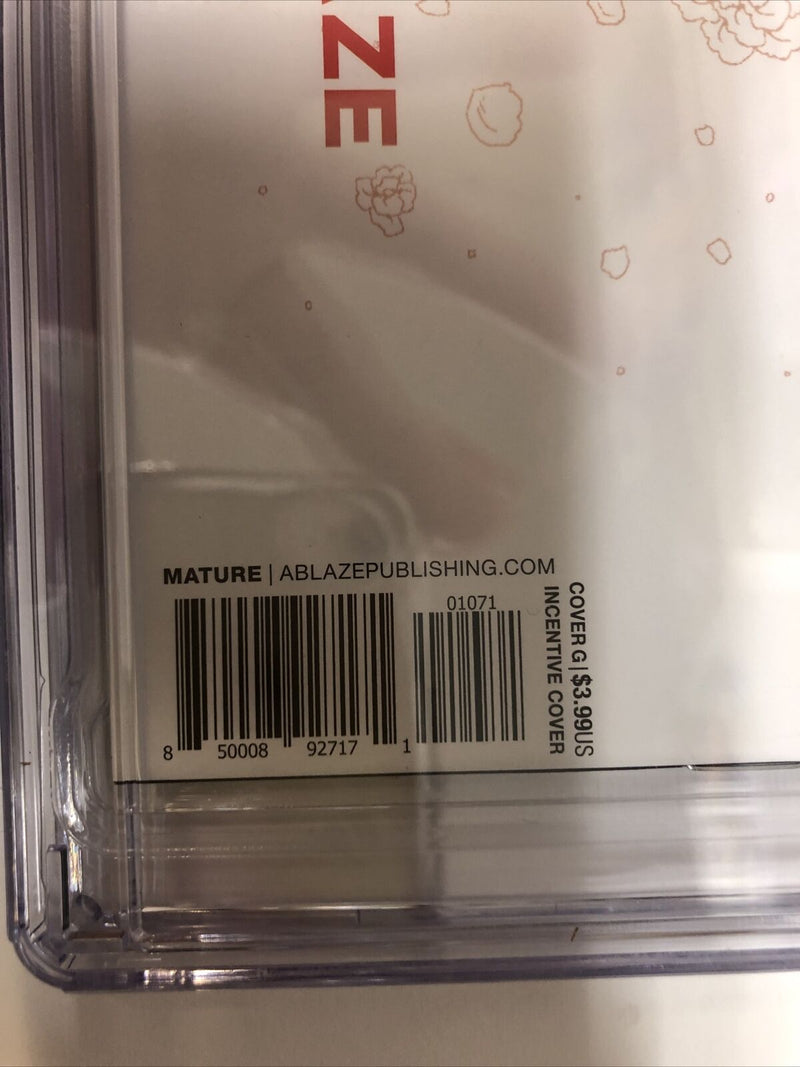 ZE
MATURE | ABLAZEPUBLISHING.COM
01071
COVER G | $3.99US
INCENTIVE COVER
8 50008 92717 1